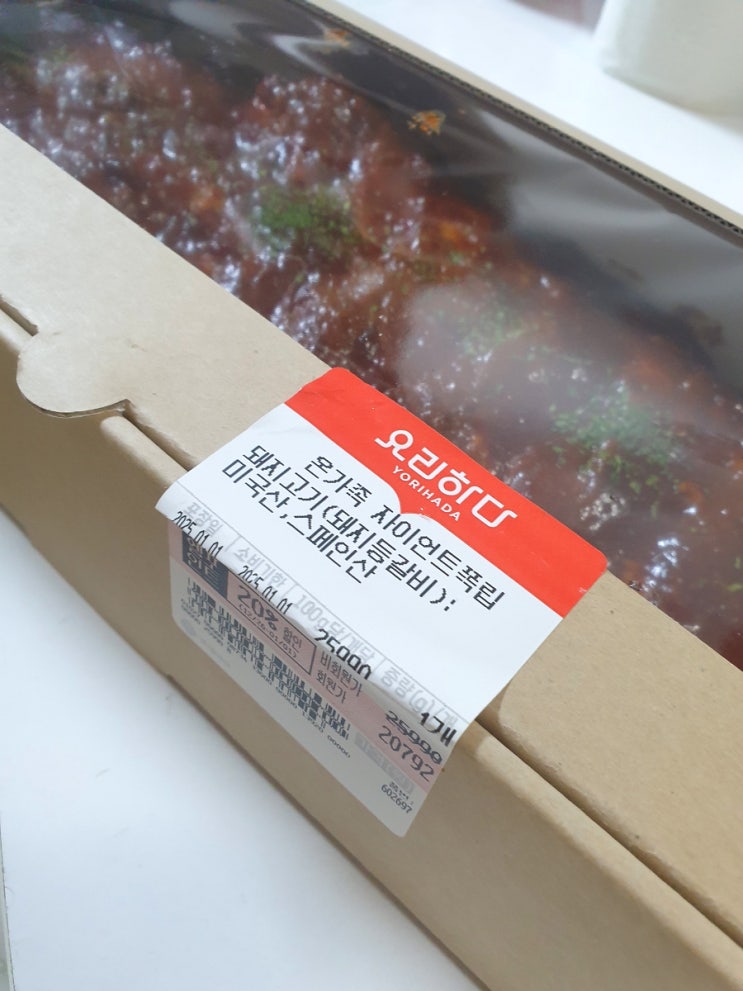 요리하다
YORIHADA
온가족 자이언트폭립
돼지고기(돼지등갈비):
미국산,스페인산
포장일 소비기한 100g당/개당 중량(g)/개
2025.01.01 2025.01.01 25990 1개
20% 할인 비회원가 25990
회원가 20792
602697